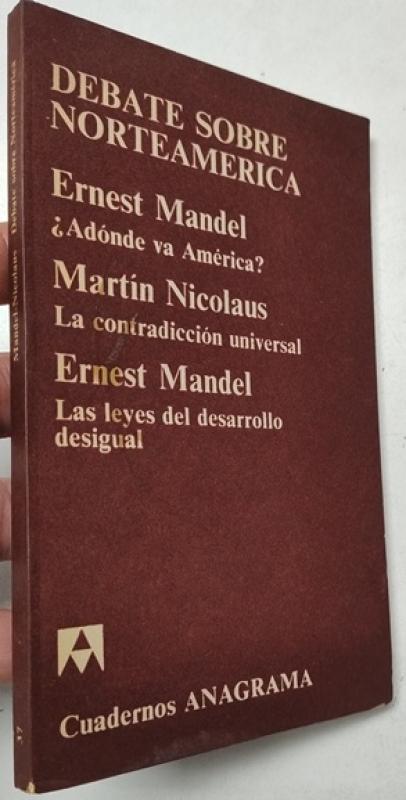 DEBATE SOBRE
NORTEAMERICA
Ernest Mandel
¿Adónde va América?
Martín Nicolaus
La contradicción universal
Ernest Mandel
Las leyes del desarrollo
desigual
Cuadernos ANAGRAMA
Mandel-Nicolaus Debate sobre Norteamérica
37